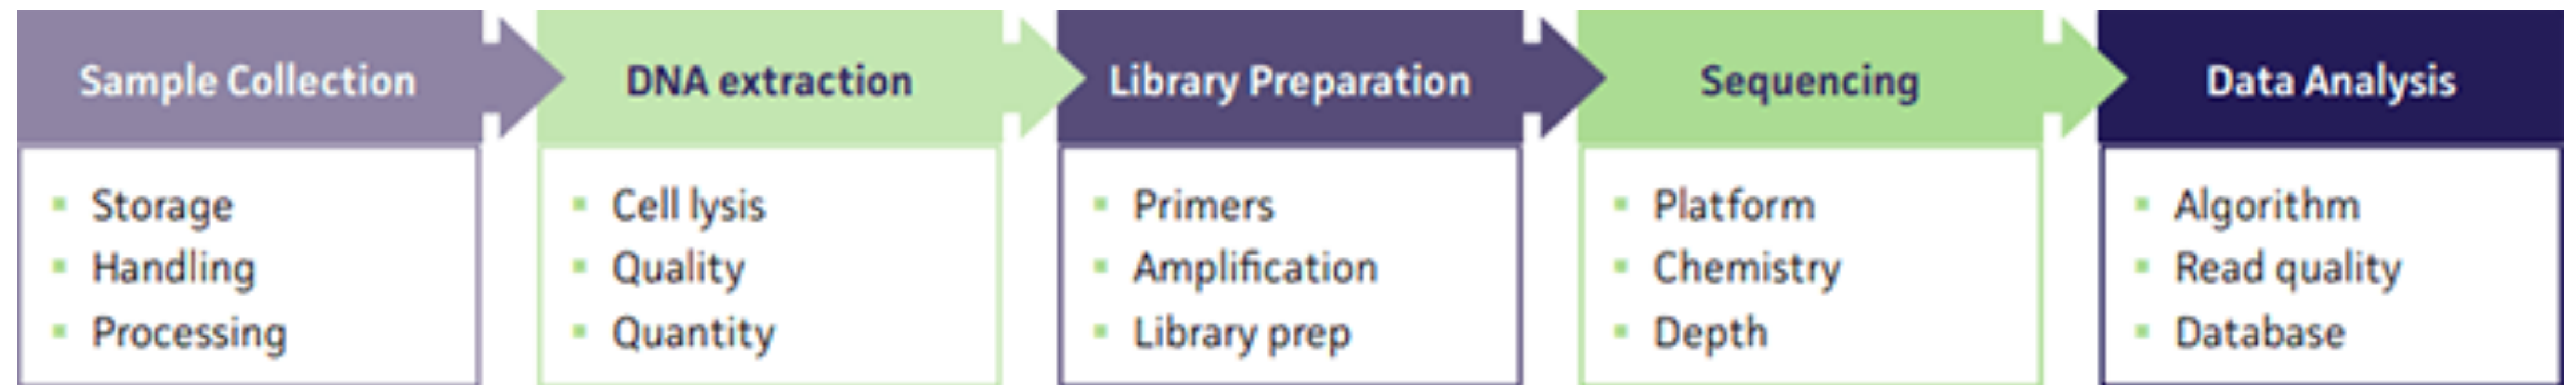 Sample Collection
Storage
Handling
Processing
DNA extraction
Cell lysis
Quality
Quantity
Library Preparation
Primers
Amplification
Library prep
Sequencing
Platform
Chemistry
Depth
Data Analysis
Algorithm
Read quality
Database